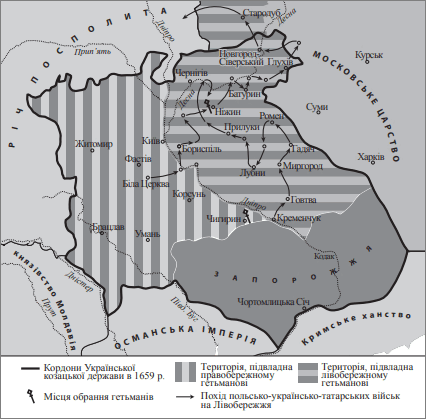 РІЧ ПОСПОЛИТА
Стародуб
Десна
Дніпро
Прип'ять
МОСКОВСЬКЕ ЦАРСТВО
Новгород-
Сіверський
Глухів
Курськ
Чернігів
Десна
Батурин
Ніжин
Суми
Ромен
Прилуки
Київ
Житомир
Бориспіль
Гадяч
Харків
Фастів
Лубни
Миргород
Біла Церква
Корсунь
Говтва
Дніпро
Чигирин
Кременчук
Брацлав
Умань
Кодак
князівство Молдавія
Дністер
Прут
Півд. Буг
ЗАПОРОЖЖЯ
Чортомлицька Січ
ОСМАНСЬКА ІМПЕРІЯ
Кримське ханство
Кордони Української
козацької держави в 1659 р.
Місця обрання гетьманів
Територія, підвладна
правобережному
гетьманові
Територія, підвладна
лівобережному
гетьманові
Похід польсько-українсько-татарських військ
на Лівобережжя